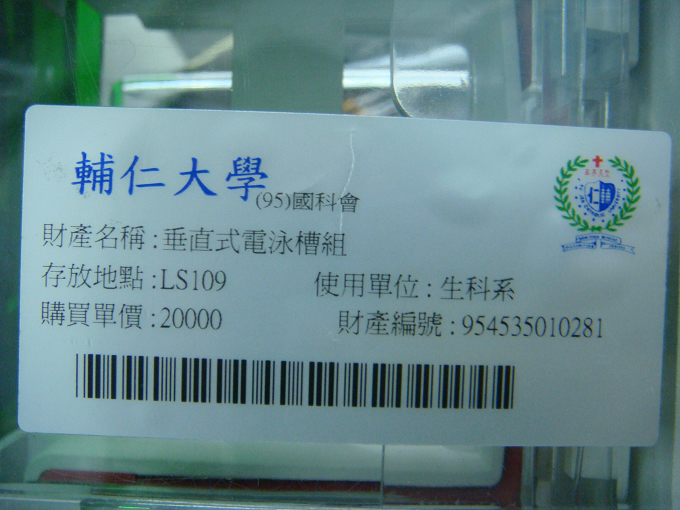 輔仁大學(95)國科會
財產名稱:垂直式電泳槽組
存放地點:LS109 使用單位:生科系
購買單價:20000 財產編號:954535010281